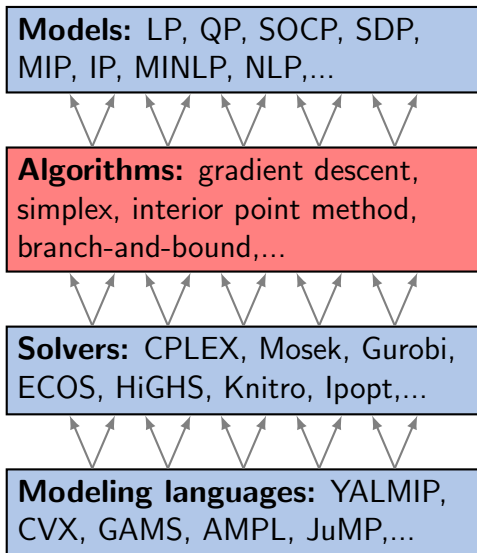 Models: LP, QP, SOCP, SDP,
MIP, IP, MINLP, NLP,...
Algorithms: gradient descent,
simplex, interior point method,
branch-and-bound,...
Solvers: CPLEX, Mosek, Gurobi,
ECOS, HiGHS, Knitro, Ipopt,...
Modeling languages: YALMIP,
CVX, GAMS, AMPL, JuMP,...